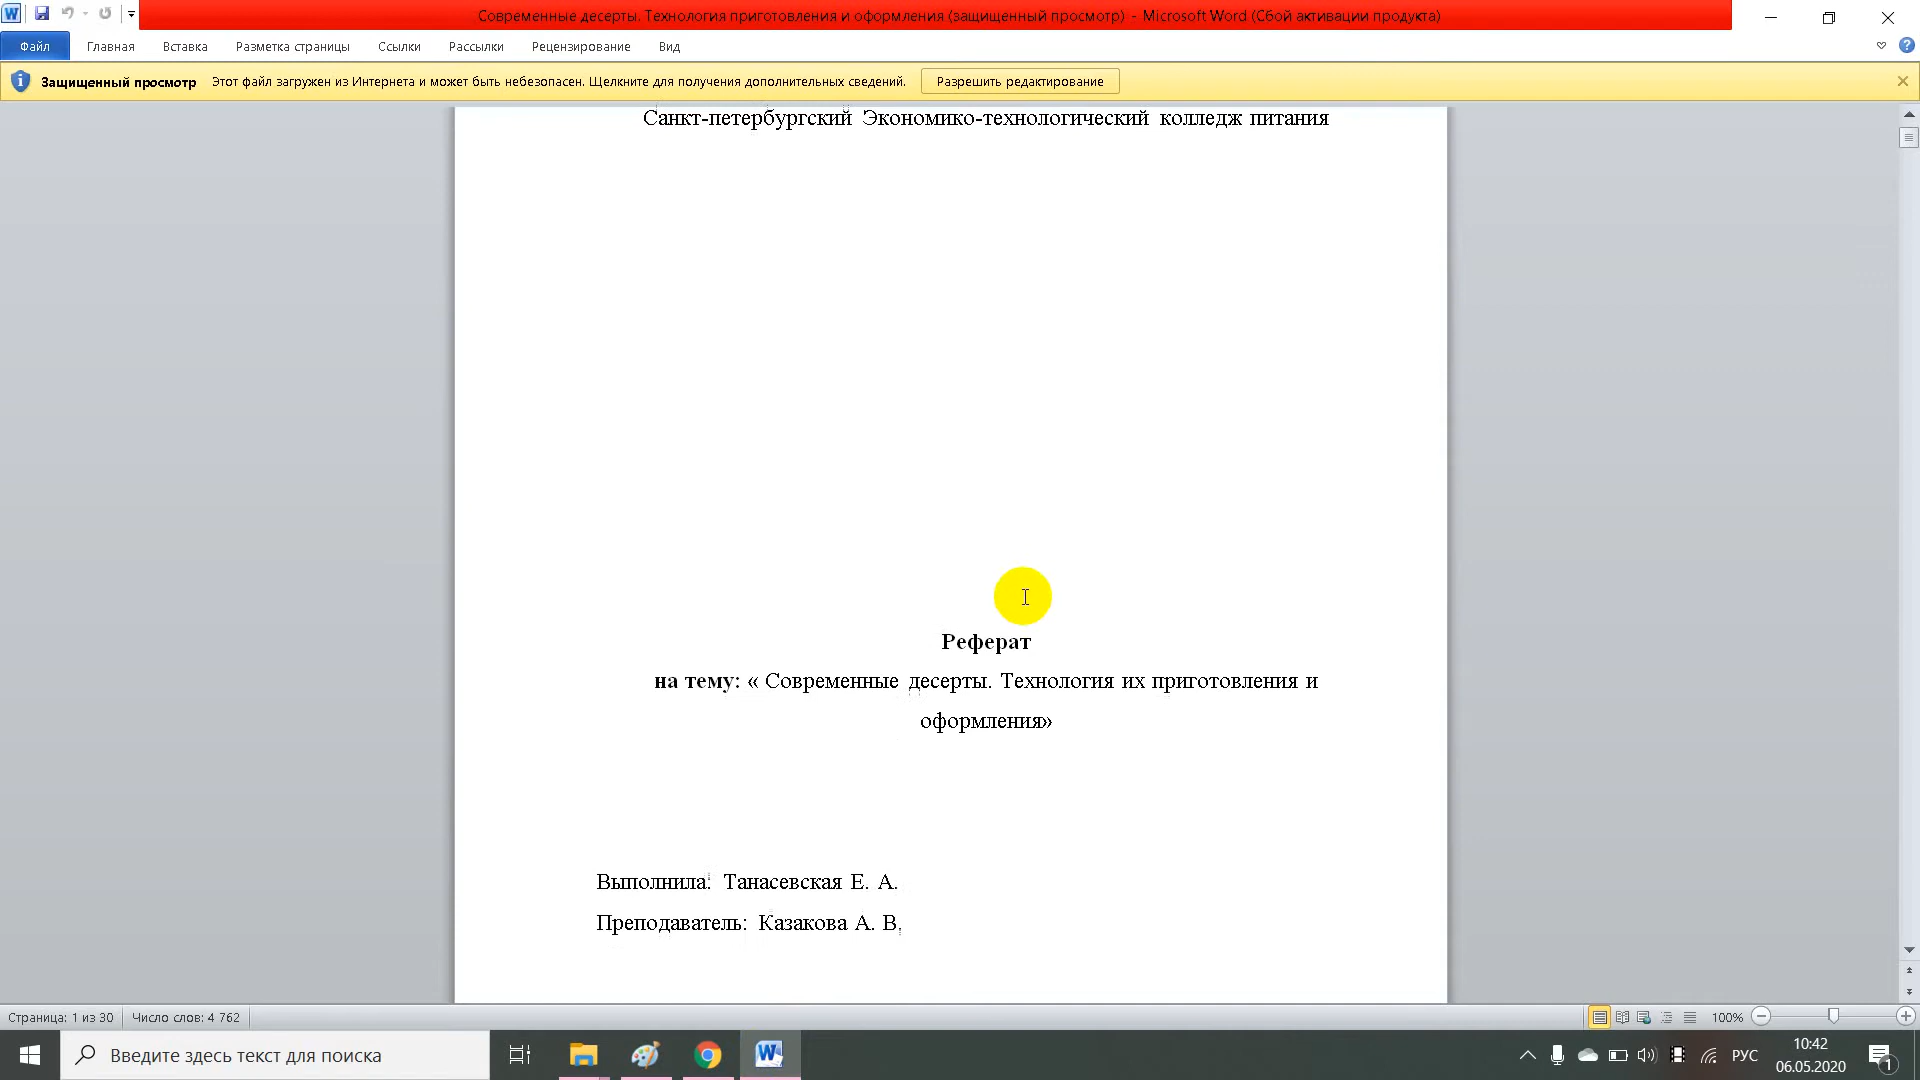 Современные десерты. Технология приготовления и оформления (защищенный просмотр) - Microsoft Word (Сбой активации продукта)
Файл Главная Вставка Разметка страницы Ссылки Рассылки Рецензирование Вид
Защищенный просмотр Этот файл загружен из Интернета и может быть небезопасен. Щелкните для получения дополнительных сведений. Разрешить редактирование
Санкт-петербургский Экономико-технологический колледж питания
Реферат
на тему: « Современные десерты. Технология их приготовления и
оформления»
Выполнила: Танасевская Е. А.
Преподаватель: Казакова А. В,
Страница: 1 из 30 Число слов: 4 762 100%
Введите здесь текст для поиска РУС 10:42
06.05.2020 1